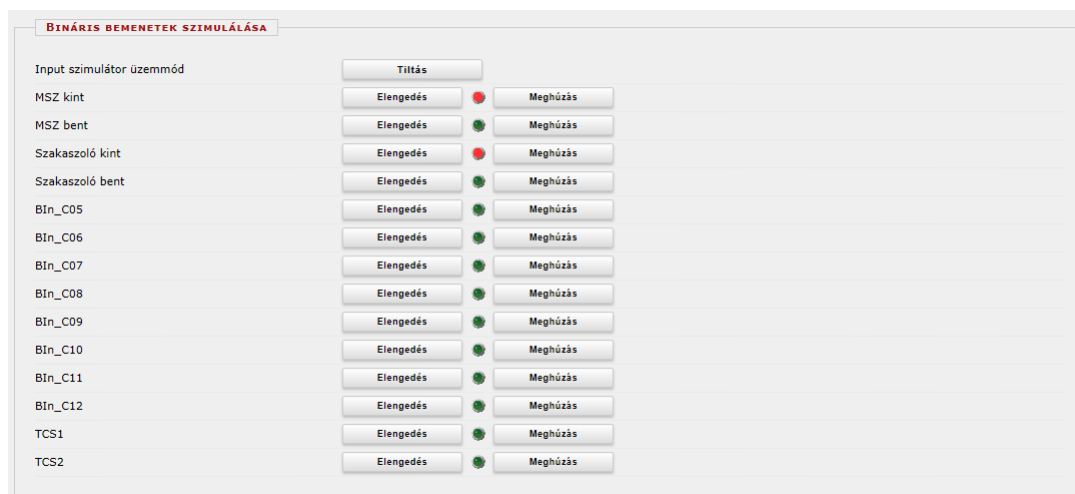 BINÁRIS BEMENETEK SZIMULÁLÁSA
Input szimulátor üzemmód Tiltás
MSZ kint Elengedés Meghúzás
MSZ bent Elengedés Meghúzás
Szakaszoló kint Elengedés Meghúzás
Szakaszoló bent Elengedés Meghúzás
BIn_C05 Elengedés Meghúzás
BIn_C06 Elengedés Meghúzás
BIn_C07 Elengedés Meghúzás
BIn_C08 Elengedés Meghúzás
BIn_C09 Elengedés Meghúzás
BIn_C10 Elengedés Meghúzás
BIn_C11 Elengedés Meghúzás
BIn_C12 Elengedés Meghúzás
TCS1 Elengedés Meghúzás
TCS2 Elengedés Meghúzás